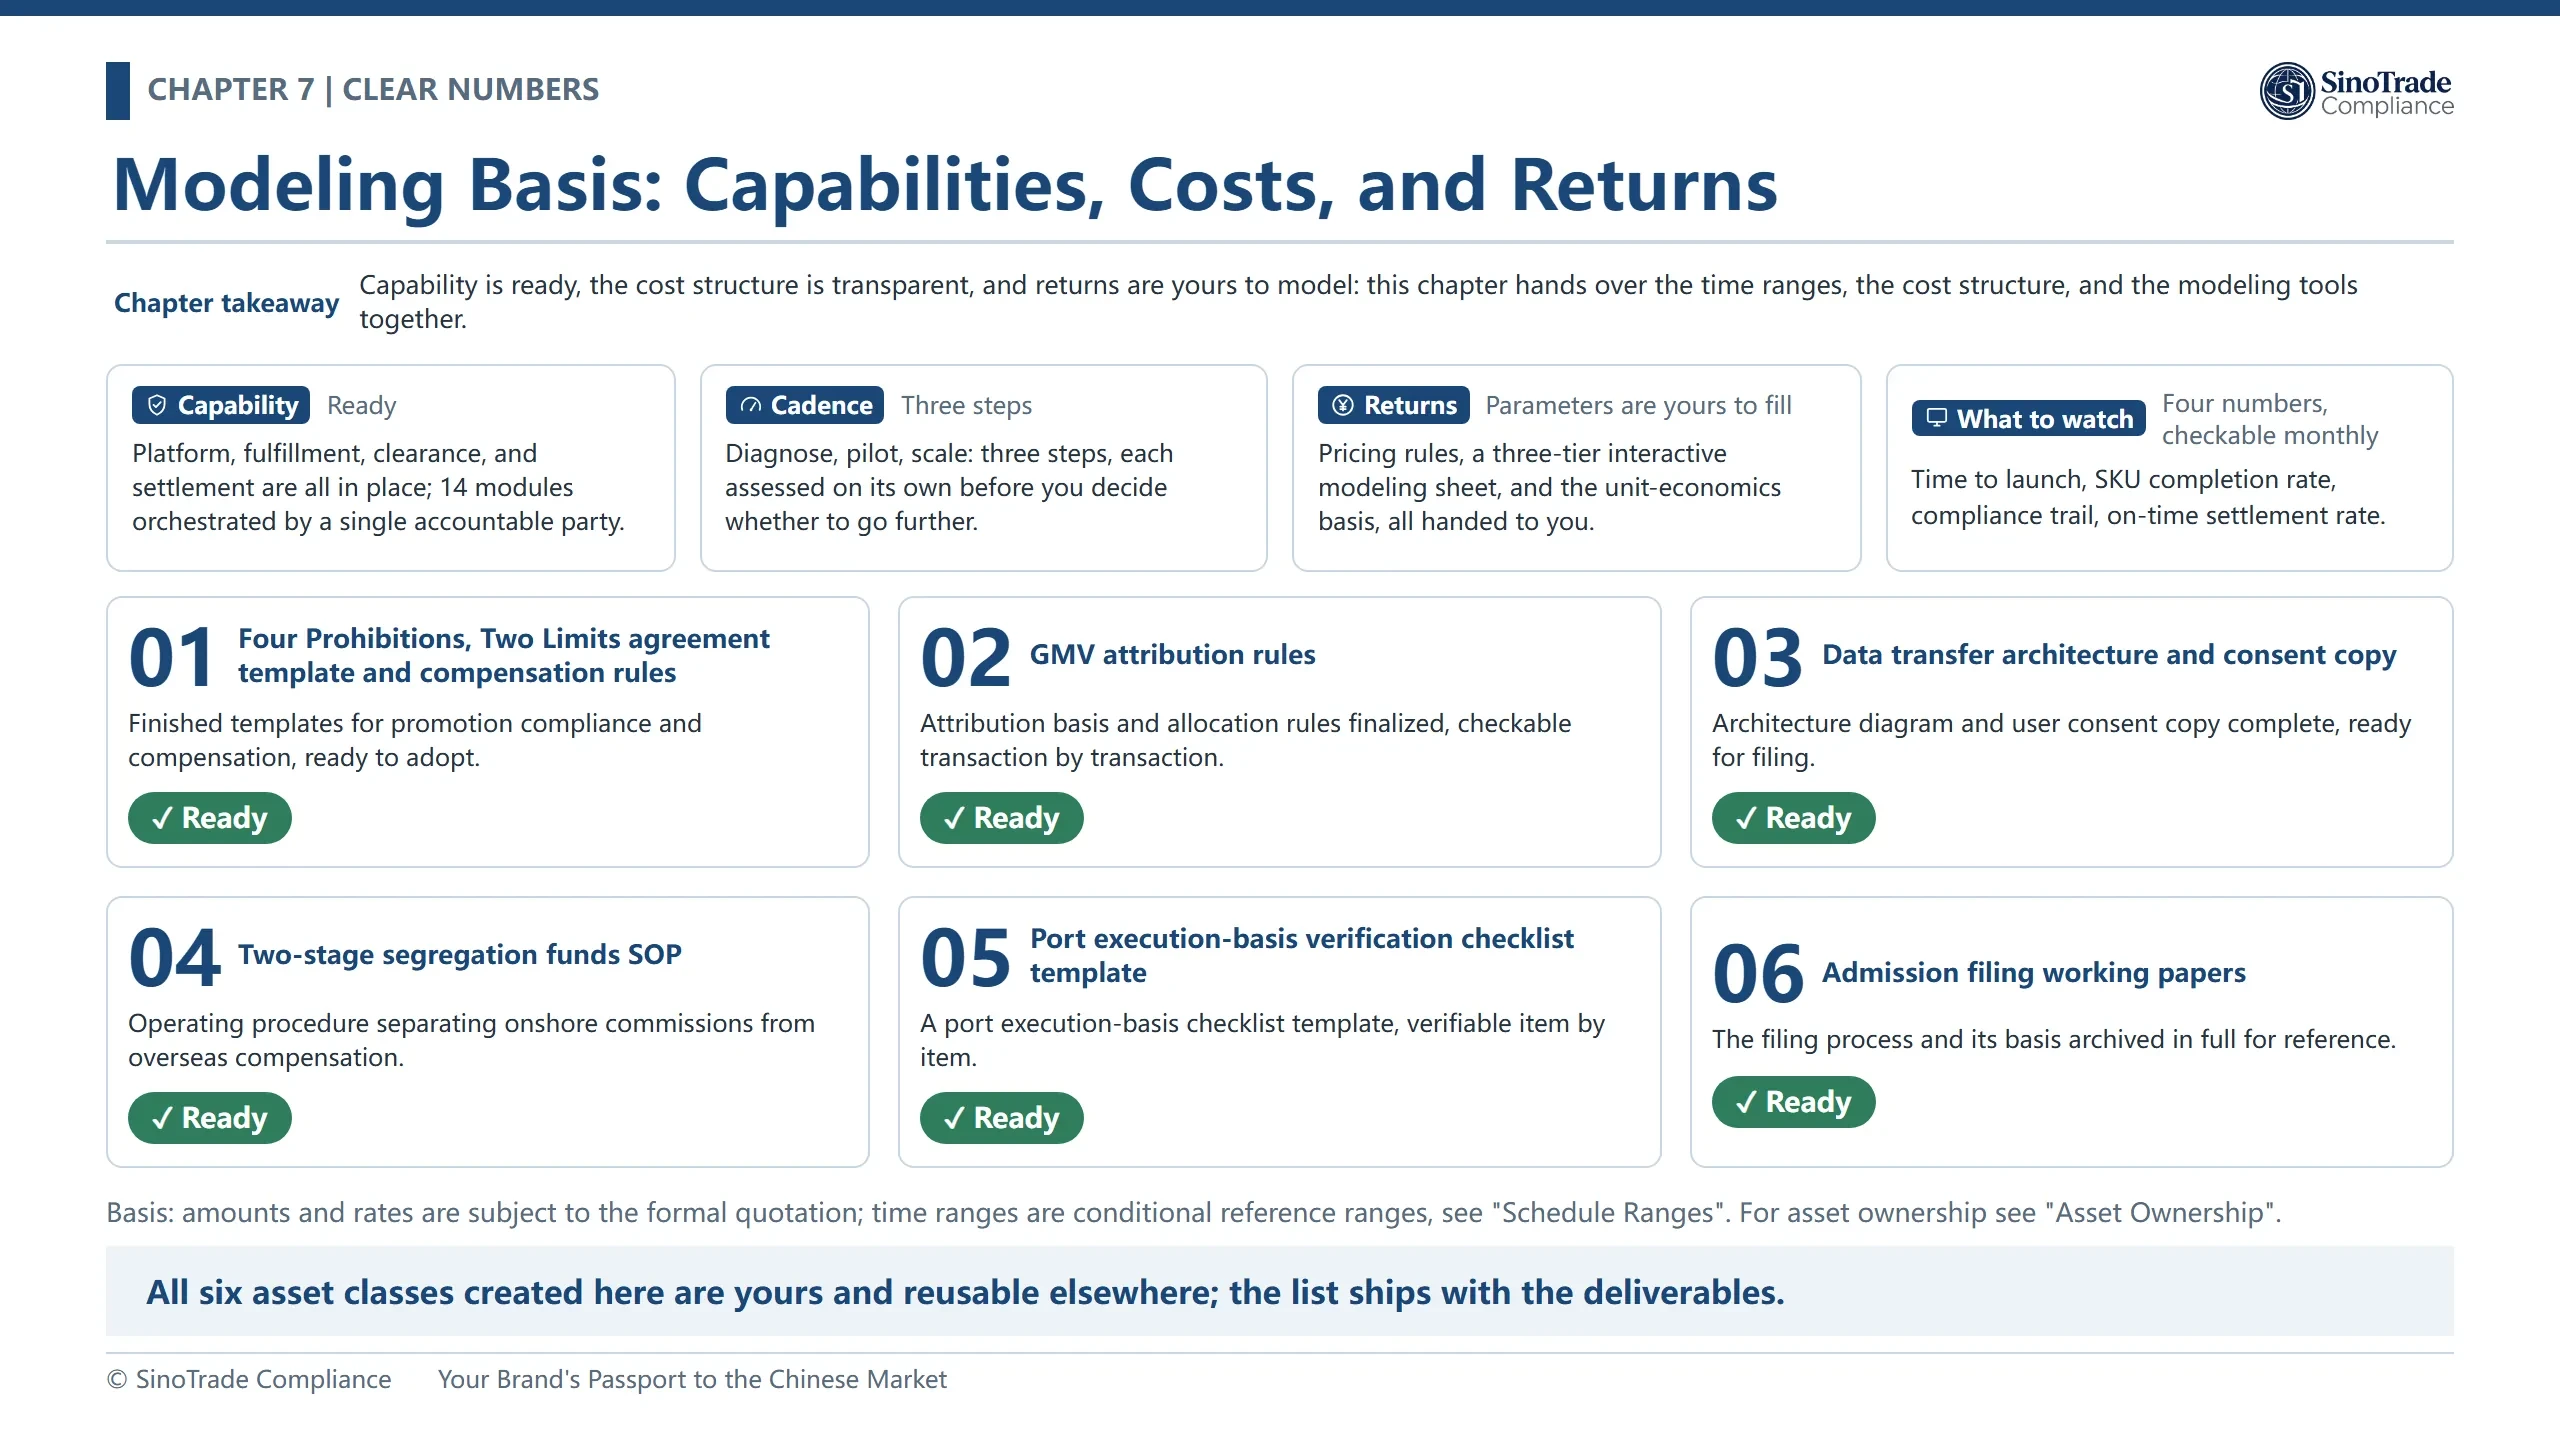 CHAPTER 7 | CLEAR NUMBERS
SinoTrade
Compliance
Modeling Basis: Capabilities, Costs, and Returns
Chapter takeaway
Capability is ready, the cost structure is transparent, and returns are yours to model: this chapter hands over the time ranges, the cost structure, and the modeling tools
together.
Capability
Ready
Platform, fulfillment, clearance, and
settlement are all in place; 14 modules
orchestrated by a single accountable party.
Cadence
Three steps
Diagnose, pilot, scale: three steps, each
assessed on its own before you decide
whether to go further.
Returns
Parameters are yours to fill
Pricing rules, a three-tier interactive
modeling sheet, and the unit-economics
basis, all handed to you.
What to watch
Four numbers,
checkable monthly
Time to launch, SKU completion rate,
compliance trail, on-time settlement rate.
01
Four Prohibitions, Two Limits agreement
template and compensation rules
Finished templates for promotion compliance and
compensation, ready to adopt.
✓ Ready
02
GMV attribution rules
Attribution basis and allocation rules finalized, checkable
transaction by transaction.
✓ Ready
03
Data transfer architecture and consent copy
Architecture diagram and user consent copy complete, ready
for filing.
✓ Ready
04
Two-stage segregation funds SOP
Operating procedure separating onshore commissions from
overseas compensation.
✓ Ready
05
Port execution-basis verification checklist
template
A port execution-basis checklist template, verifiable item by
item.
✓ Ready
06
Admission filing working papers
The filing process and its basis archived in full for reference.
✓ Ready
Basis: amounts and rates are subject to the formal quotation; time ranges are conditional reference ranges, see "Schedule Ranges". For asset ownership see "Asset Ownership".
All six asset classes created here are yours and reusable elsewhere; the list ships with the deliverables.
© SinoTrade Compliance
Your Brand's Passport to the Chinese Market